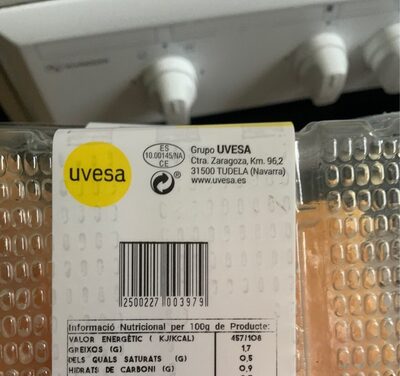 uvesa
ES
10.00145/NA
CE
Grupo UVESA
Ctra. Zaragoza, Km. 96,2
31500 TUDELA (Navarra)
www.uvesa.es
2500227003979
Informació Nutricional per 100g de Producte:
VALOR ENERGÈTIC ( KJ/KCAL) 457/108
GREIXOS (G) 1,7
DELS QUALS SATURATS (G) 0,5
HIDRATS DE CARBONI (G) 0,9